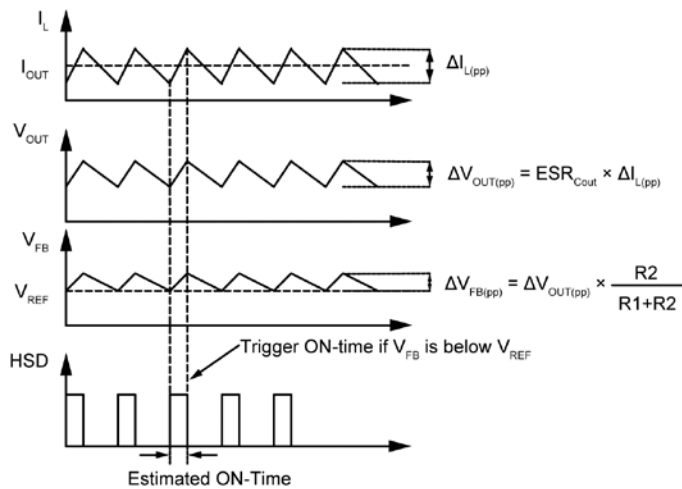 I_L
I_OUT
ΔI_L(pp)
V_OUT
ΔV_OUT(pp) = ESR_Cout × ΔI_L(pp)
V_FB
V_REF
ΔV_FB(pp) = ΔV_OUT(pp) × R2 / R1+R2
Trigger ON-time if V_FB is below V_REF
HSD
Estimated ON-Time